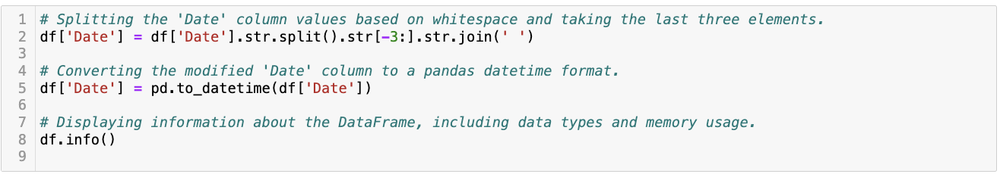 1 # Splitting the 'Date' column values based on whitespace and taking the last three elements.
2 df['Date'] = df['Date'].str.split().str[-3:].str.join(' ')
3
4 # Converting the modified 'Date' column to a pandas datetime format.
5 df['Date'] = pd.to_datetime(df['Date'])
6
7 # Displaying information about the DataFrame, including data types and memory usage.
8 df.info()
9